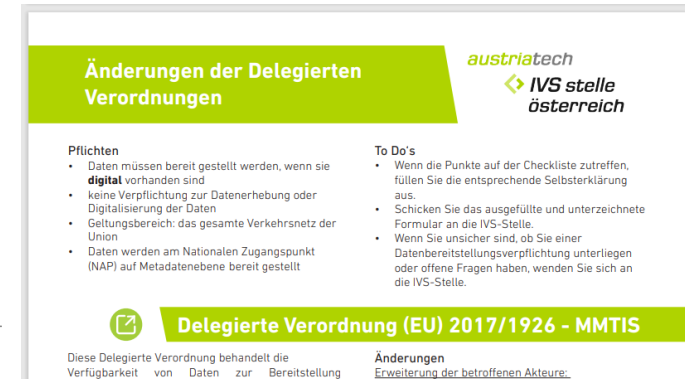 Änderungen der Delegierten
Verordnungen
austriatech
IVS stelle
österreich
Pflichten
• Daten müssen bereit gestellt werden, wenn sie
digital vorhanden sind
• keine Verpflichtung zur Datenerhebung oder
Digitalisierung der Daten
• Geltungsbereich: das gesamte Verkehrsnetz der
Union
• Daten werden am Nationalen Zugangspunkt
(NAP) auf Metadatenebene bereit gestellt
To Do's
• Wenn die Punkte auf der Checkliste zutreffen,
füllen Sie die entsprechende Selbsterklärung
aus.
• Schicken Sie das ausgefüllte und unterzeichnete
Formular an die IVS-Stelle.
• Wenn Sie unsicher sind, ob Sie einer
Datenbereitstellungsverpflichtung unterliegen
oder offene Fragen haben, wenden Sie sich an
die IVS-Stelle.
Delegierte Verordnung (EU) 2017/1926 - MMTIS
Diese Delegierte Verordnung behandelt die
Verfügbarkeit von Daten zur Bereitstellung
Änderungen
Erweiterung der betroffenen Akteure: